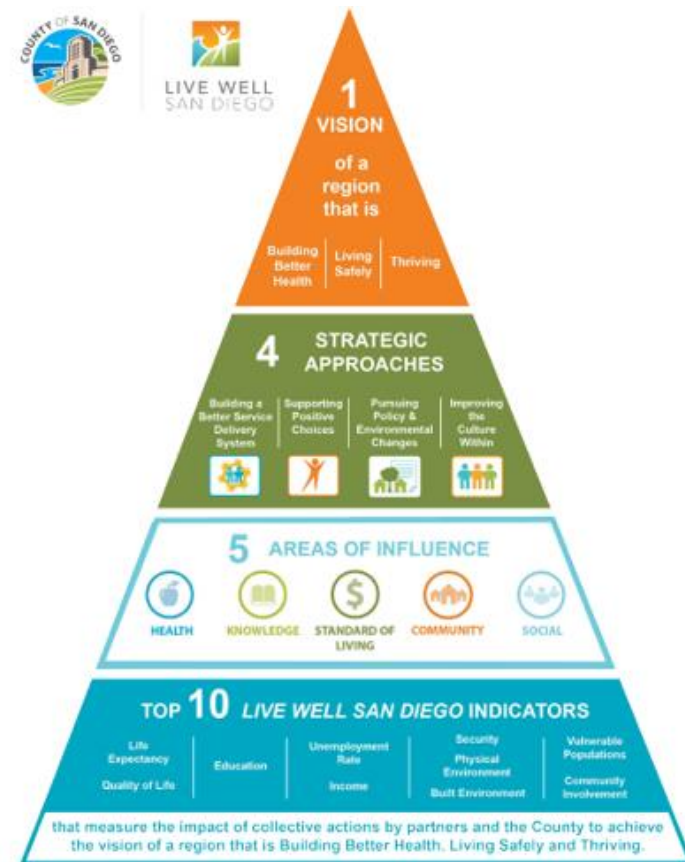 COUNTY OF SAN DIEGO
LIVE WELL
SAN DIEGO
1
VISION
of a
region
that is
Building
Better
Health
Living
Safely
Thriving
4
STRATEGIC
APPROACHES
Building a
Better Service
Delivery
System
Supporting
Positive
Choices
Pursuing
Policy &
Environmental
Changes
Improving
the
Culture
Within
5 AREAS OF INFLUENCE
HEALTH
KNOWLEDGE
STANDARD OF
LIVING
COMMUNITY
SOCIAL
TOP 10 LIVE WELL SAN DIEGO INDICATORS
Life
Expectancy
Quality of Life
Education
Unemployment
Rate
Income
Security
Physical
Environment
Built Environment
Vulnerable
Populations
Community
Involvement
that measure the impact of collective actions by partners and the County to achieve
the vision of a region that is Building Better Health, Living Safely and Thriving.